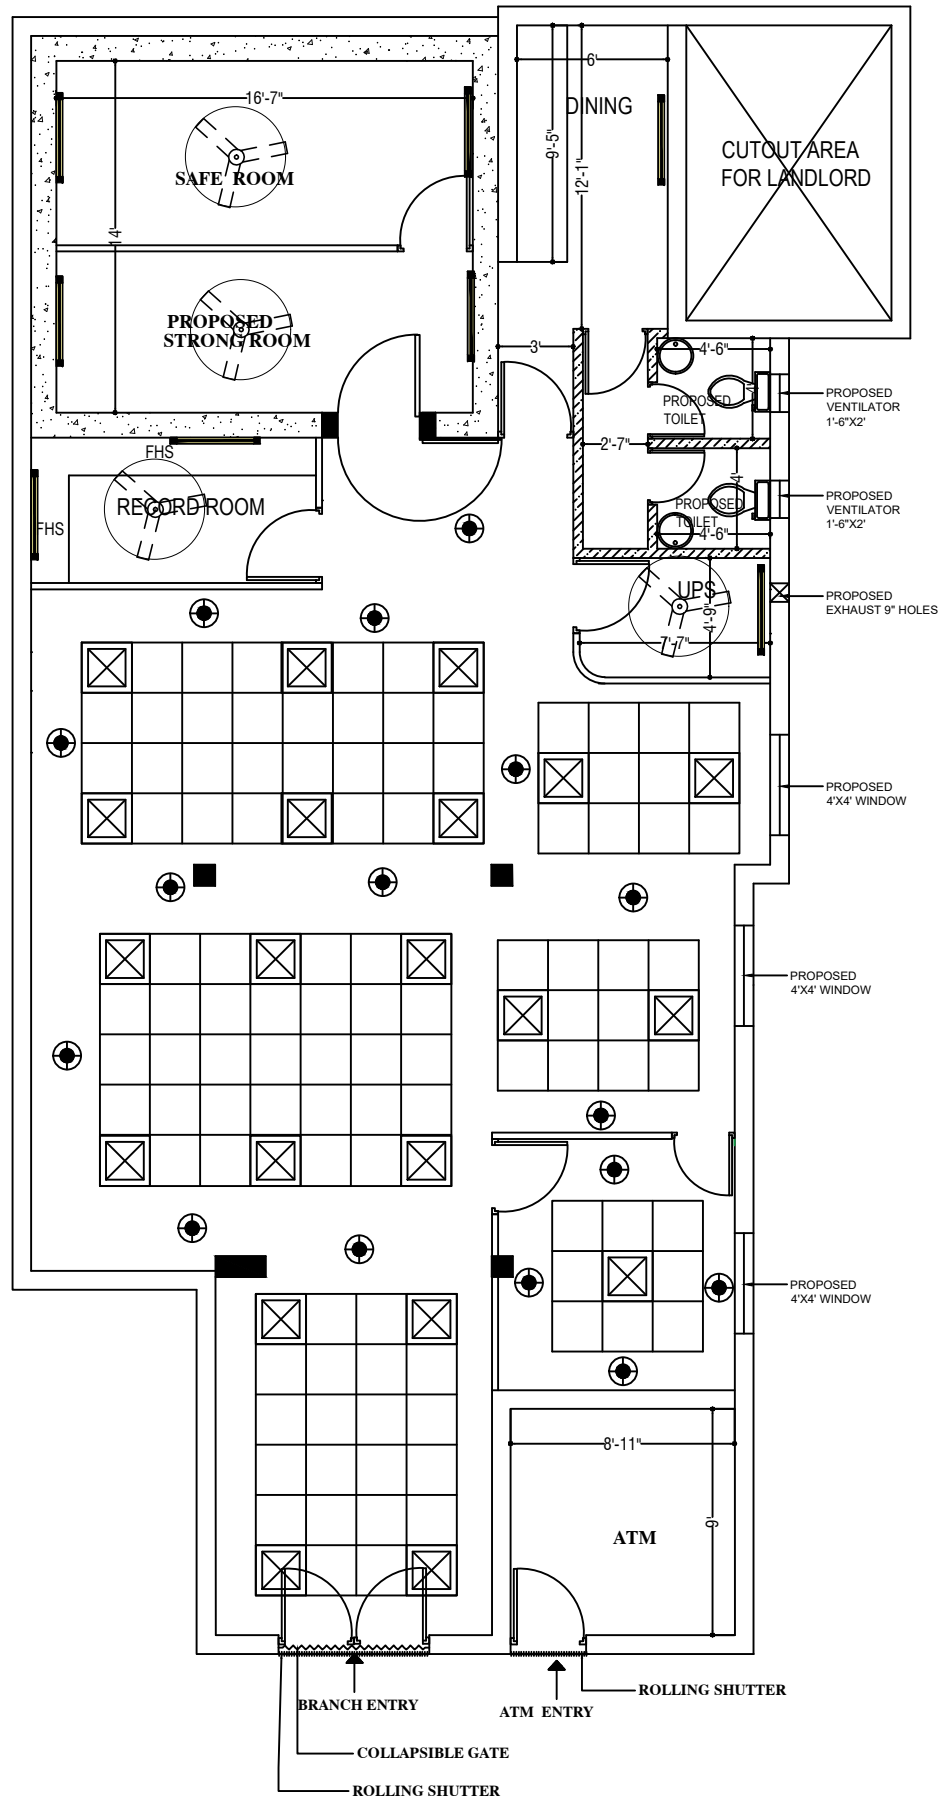 6'
16'-7"
DINING
9'-5"
12'-1"
CUTOUT AREA
FOR LANDLORD
SAFE ROOM
14'
PROPOSED
STRONG ROOM
3'
4'-6"
4'
PROPOSED
TOILET
PROPOSED
VENTILATOR
1'-6"X2'
2'-7"
FHS
RECORD ROOM
FHS
4'
PROPOSED
TOILET
4'-6"
PROPOSED
VENTILATOR
1'-6"X2'
UPS
4'-9"
7'-7"
PROPOSED
EXHAUST 9" HOLES
PROPOSED
4'X4' WINDOW
PROPOSED
4'X4' WINDOW
PROPOSED
4'X4' WINDOW
8'-11"
9'
ATM
BRANCH ENTRY
ATM ENTRY
ROLLING SHUTTER
COLLAPSIBLE GATE
ROLLING SHUTTER